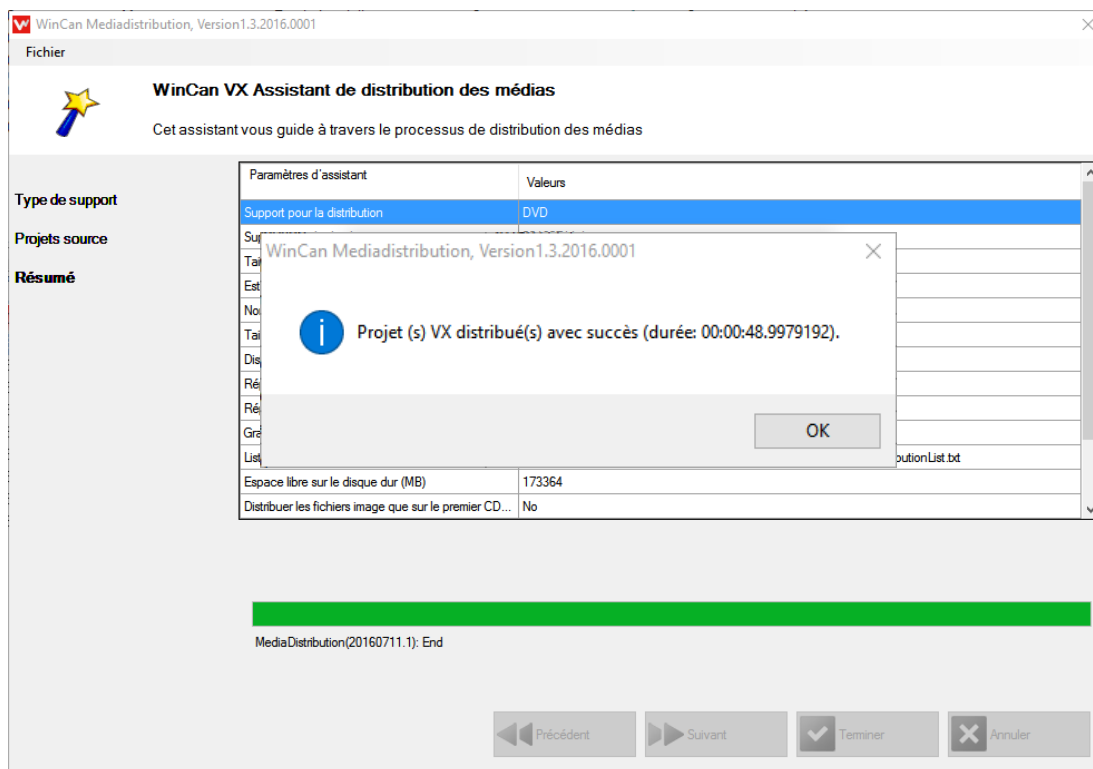 WinCan Mediadistribution, Version1.3.2016.0001
Fichier
WinCan VX Assistant de distribution des médias
Cet assistant vous guide à travers le processus de distribution des médias
Type de support
Projets source
Résumé
Paramètres d'assistant Valeurs
Support pour la distribution DVD
WinCan Mediadistribution, Version1.3.2016.0001
Projet (s) VX distribué(s) avec succès (durée: 00:00:48.9979192).
OK
butionList.txt
Espace libre sur le disque dur (MB) 173364
Distribuer les fichiers image que sur le premier CD... No
MediaDistribution(20160711.1): End
Précédent Suivant Terminer Annuler